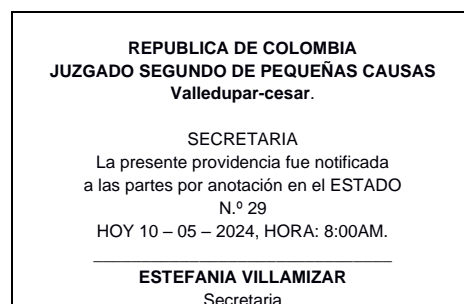 REPUBLICA DE COLOMBIA
JUZGADO SEGUNDO DE PEQUEÑAS CAUSAS
Valledupar-cesar.
SECRETARIA
La presente providencia fue notificada
a las partes por anotación en el ESTADO
N.º 29
HOY 10 – 05 – 2024, HORA: 8:00AM.
________________________________
ESTEFANIA VILLAMIZAR
Secretaria